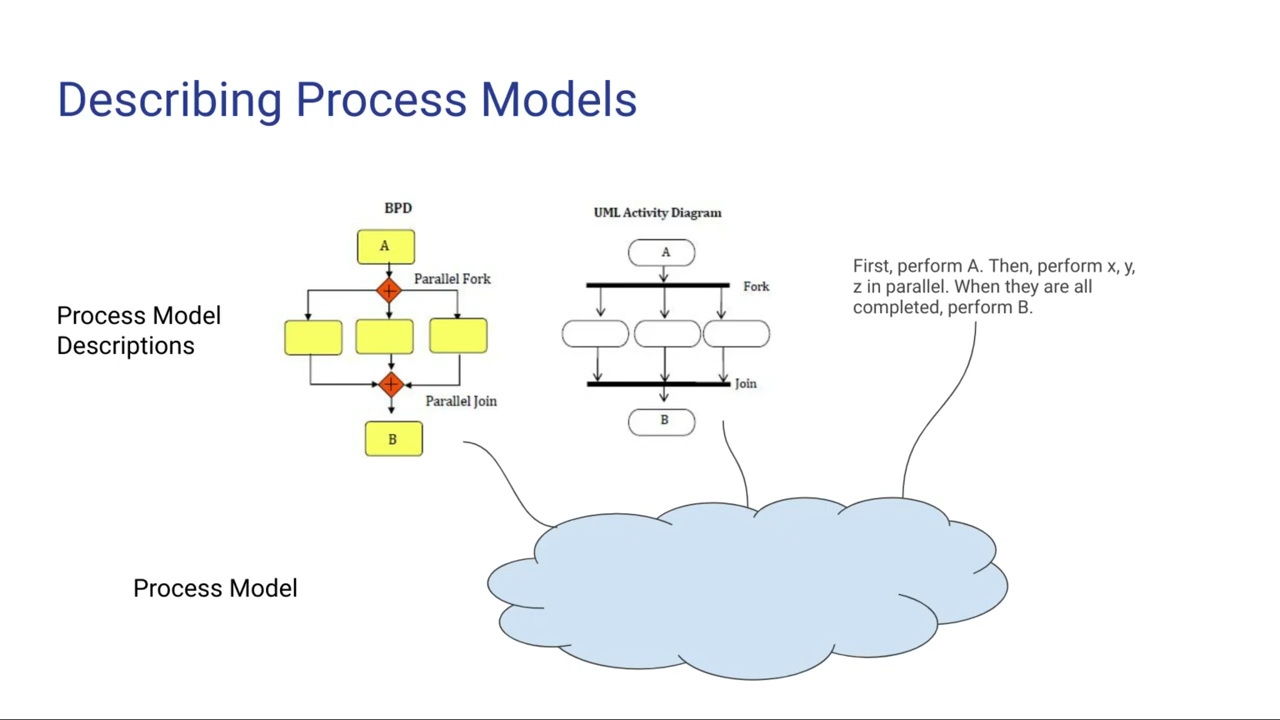 Describing Process Models
BPD
A
Parallel Fork
Parallel Join
B
UML Activity Diagram
A
Fork
Join
B
First, perform A. Then, perform x, y,
z in parallel. When they are all
completed, perform B.
Process Model
Descriptions
Process Model